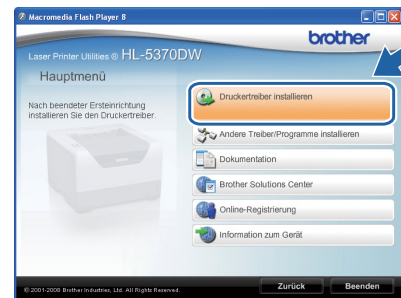 Macromedia Flash Player 8
brother
Laser Printer Utilities ® HL-5370DW
Hauptmenü
Nach beendeter Ersteinrichtung
installieren Sie den Druckertreiber.
Druckertreiber installieren
Andere Treiber/Programme installieren
Dokumentation
Brother Solutions Center
Online-Registrierung
Information zum Gerät
© 2001-2008 Brother Industries, Ltd. All Rights Reserved.
Zurück
Beenden